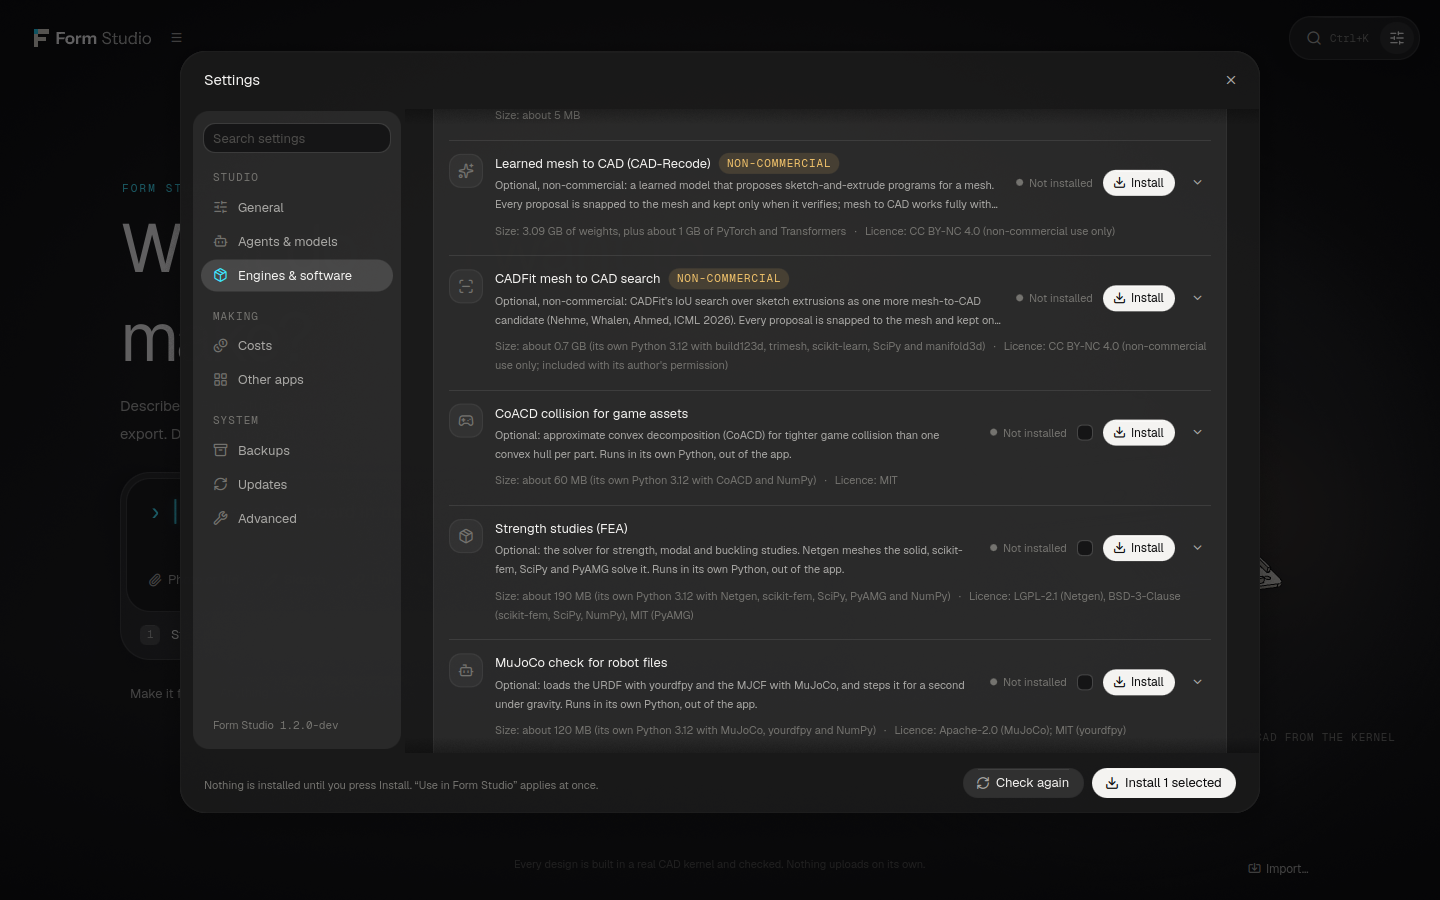 Form Studio
Ctrl+K
Settings
Search settings
STUDIO
General
Agents & models
Engines & software
MAKING
Costs
Other apps
SYSTEM
Backups
Updates
Advanced
Form Studio 1.2.0-dev
Size: about 5 MB
Learned mesh to CAD (CAD-Recode) NON-COMMERCIAL
Optional, non-commercial: a learned model that proposes sketch-and-extrude programs for a mesh.
Every proposal is snapped to the mesh and kept only when it verifies; mesh to CAD works fully with…
Size: 3.09 GB of weights, plus about 1 GB of PyTorch and Transformers · Licence: CC BY-NC 4.0 (non-commercial use only)
Not installed
Install
CADFit mesh to CAD search NON-COMMERCIAL
Optional, non-commercial: CADFit's IoU search over sketch extrusions as one more mesh-to-CAD
candidate (Nehme, Whalen, Ahmed, ICML 2026). Every proposal is snapped to the mesh and kept on…
Size: about 0.7 GB (its own Python 3.12 with build123d, trimesh, scikit-learn, SciPy and manifold3d) · Licence: CC BY-NC 4.0 (non-commercial
use only; included with its author's permission)
Not installed
Install
CoACD collision for game assets
Optional: approximate convex decomposition (CoACD) for tighter game collision than one
convex hull per part. Runs in its own Python, out of the app.
Size: about 60 MB (its own Python 3.12 with CoACD and NumPy) · Licence: MIT
Not installed
Install
Strength studies (FEA)
Optional: the solver for strength, modal and buckling studies. Netgen meshes the solid, scikit-
fem, SciPy and PyAMG solve it. Runs in its own Python, out of the app.
Size: about 190 MB (its own Python 3.12 with Netgen, scikit-fem, SciPy, PyAMG and NumPy) · Licence: LGPL-2.1 (Netgen), BSD-3-Clause
(scikit-fem, SciPy, NumPy), MIT (PyAMG)
Not installed
Install
MuJoCo check for robot files
Optional: loads the URDF with yourdfpy and the MJCF with MuJoCo, and steps it for a second
under gravity. Runs in its own Python, out of the app.
Size: about 120 MB (its own Python 3.12 with MuJoCo, yourdfpy and NumPy) · Licence: Apache-2.0 (MuJoCo); MIT (yourdfpy)
Not installed
Install
Nothing is installed until you press Install. “Use in Form Studio” applies at once.
Check again
Install 1 selected
FORM ST
W
ma
Describe
export. D
Ph
1 S
Make it f
AD FROM THE KERNEL
Every design is built in a real CAD kernel and checked. Nothing uploads on its own.
Import…